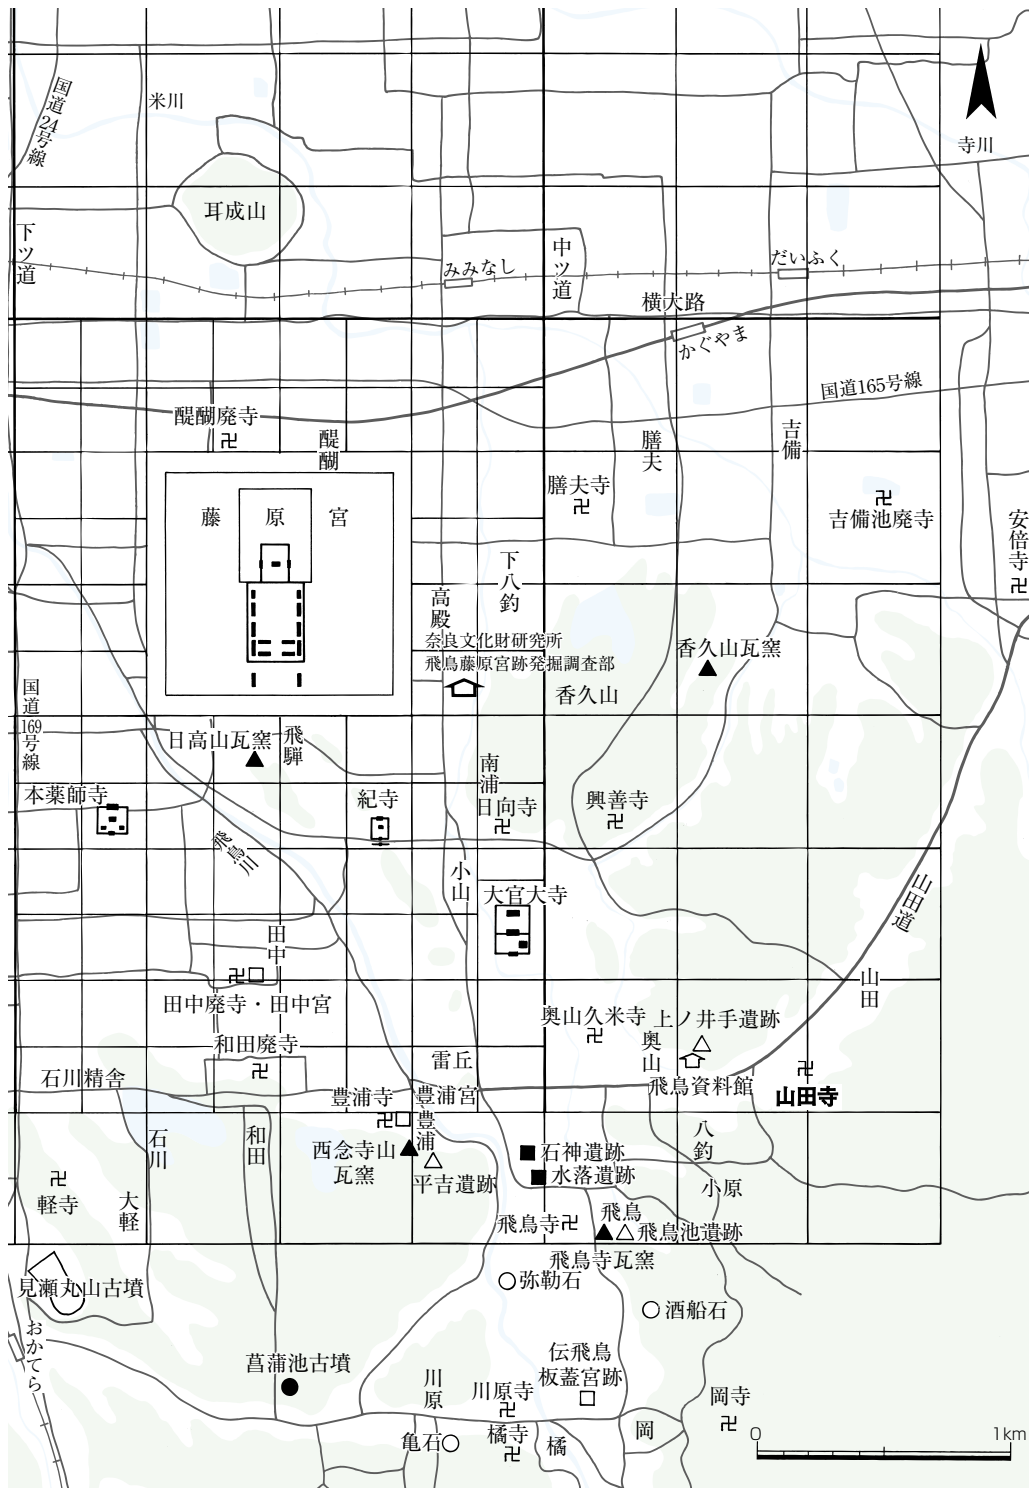 国道24号線
米川
寺川
耳成山
下ツ道
中ツ道
みみなし
だいふく
横大路
かぐやま
国道165号線
醍醐廃寺
醍醐
膳夫
吉備
膳夫寺
吉備池廃寺
藤原宮
安倍寺
下八釣
高殿
奈良文化財研究所
飛鳥藤原宮跡発掘調査部
香久山瓦窯
香久山
国道169号線
日高山瓦窯
飛騨
南浦
本薬師寺
紀寺
日向寺
興善寺
飛鳥川
小山
大官大寺
山田道
田中
山田
田中廃寺・田中宮
奥山久米寺
上ノ井手遺跡
和田廃寺
雷丘
奥山
石川精舎
飛鳥資料館
山田寺
豊浦寺
豊浦宮
豊浦
石川
和田
八釣
西念寺山
瓦窯
石神遺跡
水落遺跡
平吉遺跡
小原
軽寺
大軽
飛鳥寺
飛鳥
飛鳥池遺跡
飛鳥寺瓦窯
見瀬丸山古墳
弥勒石
酒船石
おかてら
菖蒲池古墳
伝飛鳥
板蓋宮跡
川原
川原寺
岡寺
亀石
橘寺
橘
岡
0
1km